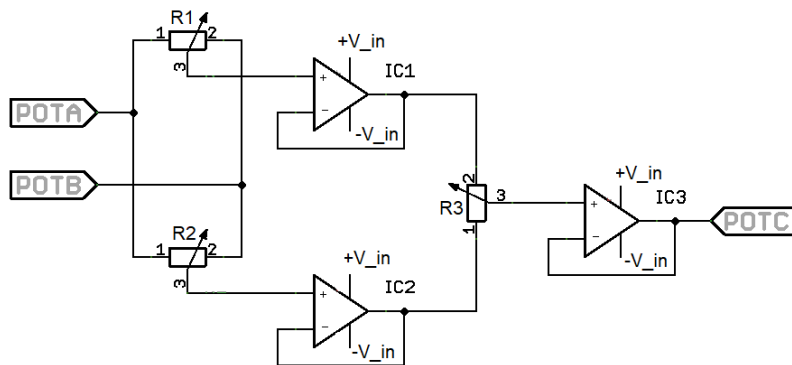 R1
1
2
3
+V_in
IC1
+
−
-V_in
POTA
POTB
2
3
R3
1
+V_in
IC3
+
−
-V_in
POTC
R2
1
2
3
+V_in
IC2
+
−
-V_in